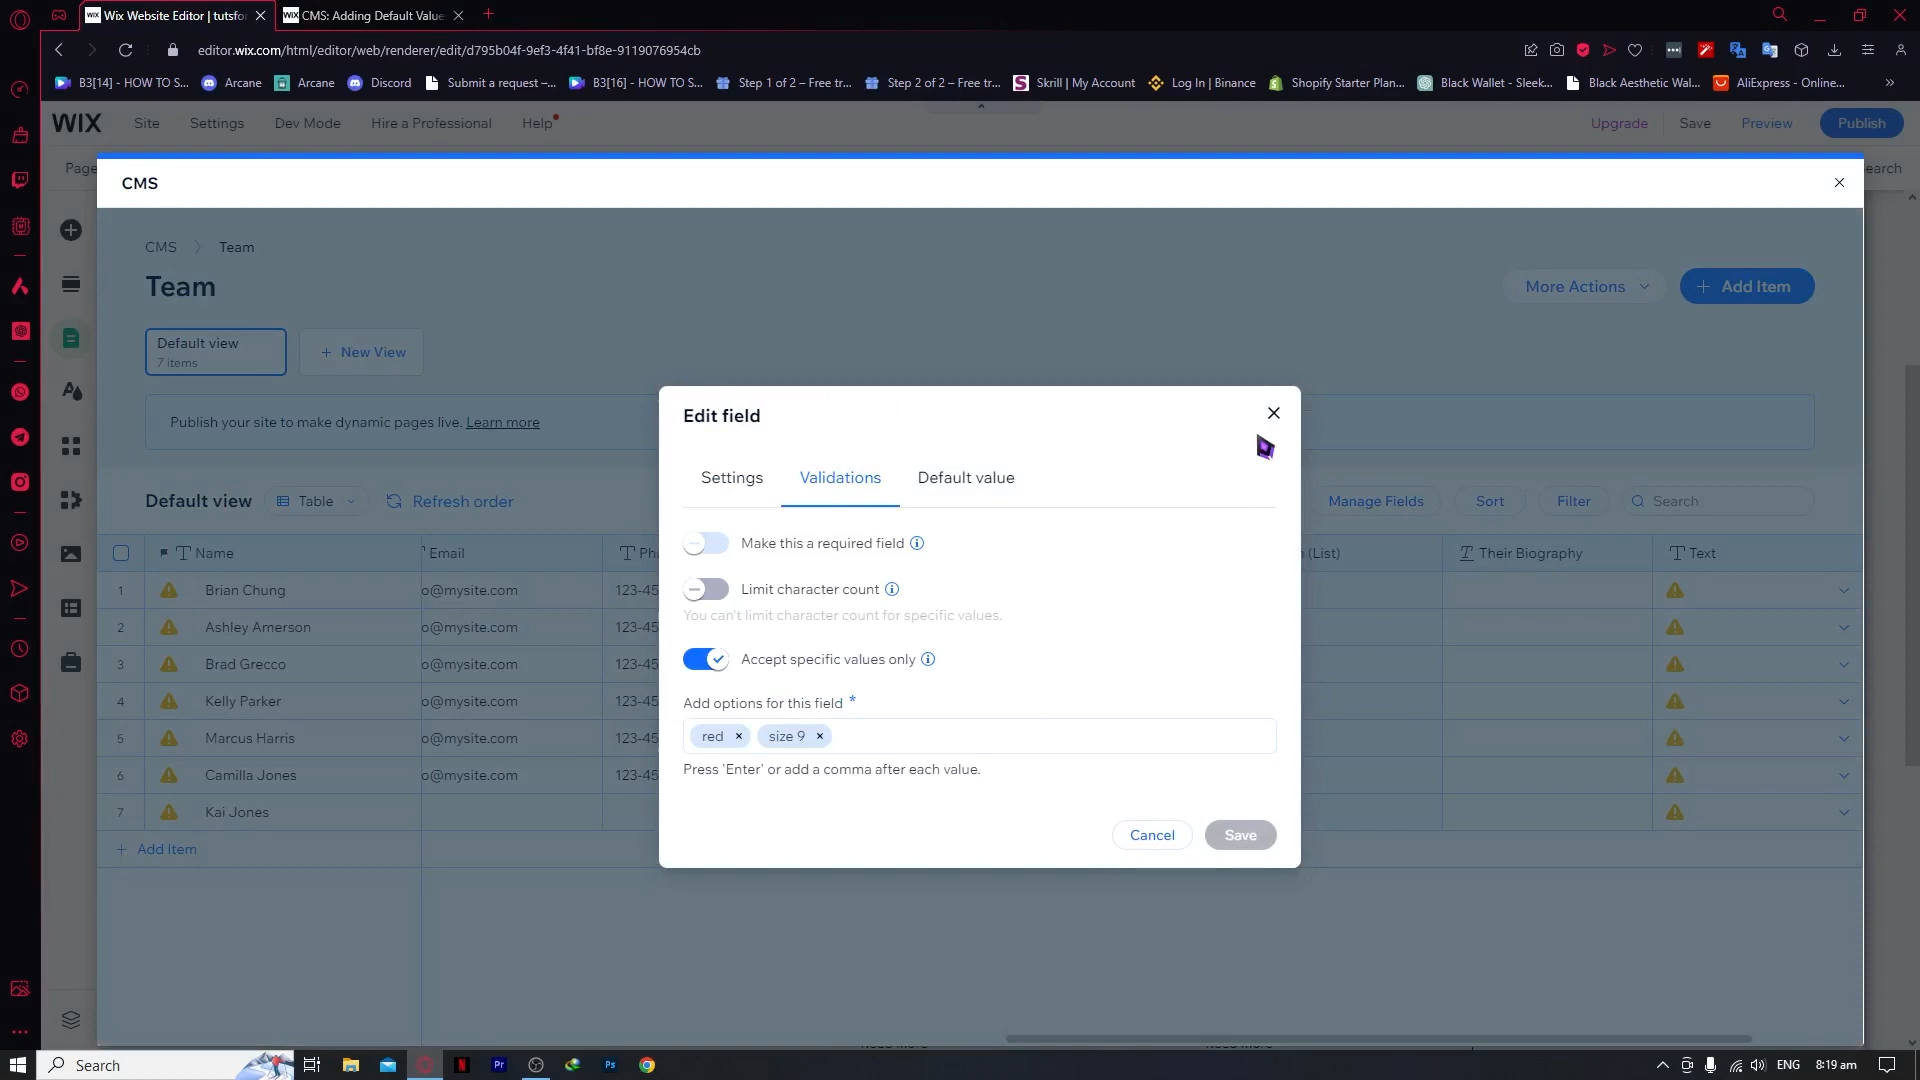 Wix Website Editor | tutsfor
CMS: Adding Default Value
editor.wix.com/html/editor/web/renderer/edit/d795b04f-9ef3-4f41-bf8e-9119076954cb
B3[14] - HOW TO S...
Arcane
Arcane
Discord
Submit a request –...
B3[16] - HOW TO S...
Step 1 of 2 – Free tr...
Step 2 of 2 – Free tr...
Skrill | My Account
Log In | Binance
Shopify Starter Plan...
Black Wallet - Sleek...
Black Aesthetic Wal...
AliExpress - Online...
WIX
Site
Settings
Dev Mode
Hire a Professional
Help
Upgrade
Save
Preview
Publish
Page
earch
CMS
CMS
Team
Team
More Actions
Add Item
Default view
7 items
New View
Publish your site to make dynamic pages live. Learn more
Default view
Table
Refresh order
Manage Fields
Sort
Filter
Search
Name
Email
Ph
(List)
Their Biography
Text
1 Brian Chung o@mysite.com 123-45
2 Ashley Amerson o@mysite.com 123-45
3 Brad Grecco o@mysite.com 123-45
4 Kelly Parker o@mysite.com 123-45
5 Marcus Harris o@mysite.com 123-45
6 Camilla Jones o@mysite.com 123-45
7 Kai Jones
Add Item
Edit field
Settings
Validations
Default value
Make this a required field
Limit character count
You can't limit character count for specific values.
Accept specific values only
Add options for this field *
red
size 9
Press 'Enter' or add a comma after each value.
Cancel
Save
Search
ENG
8:19 am